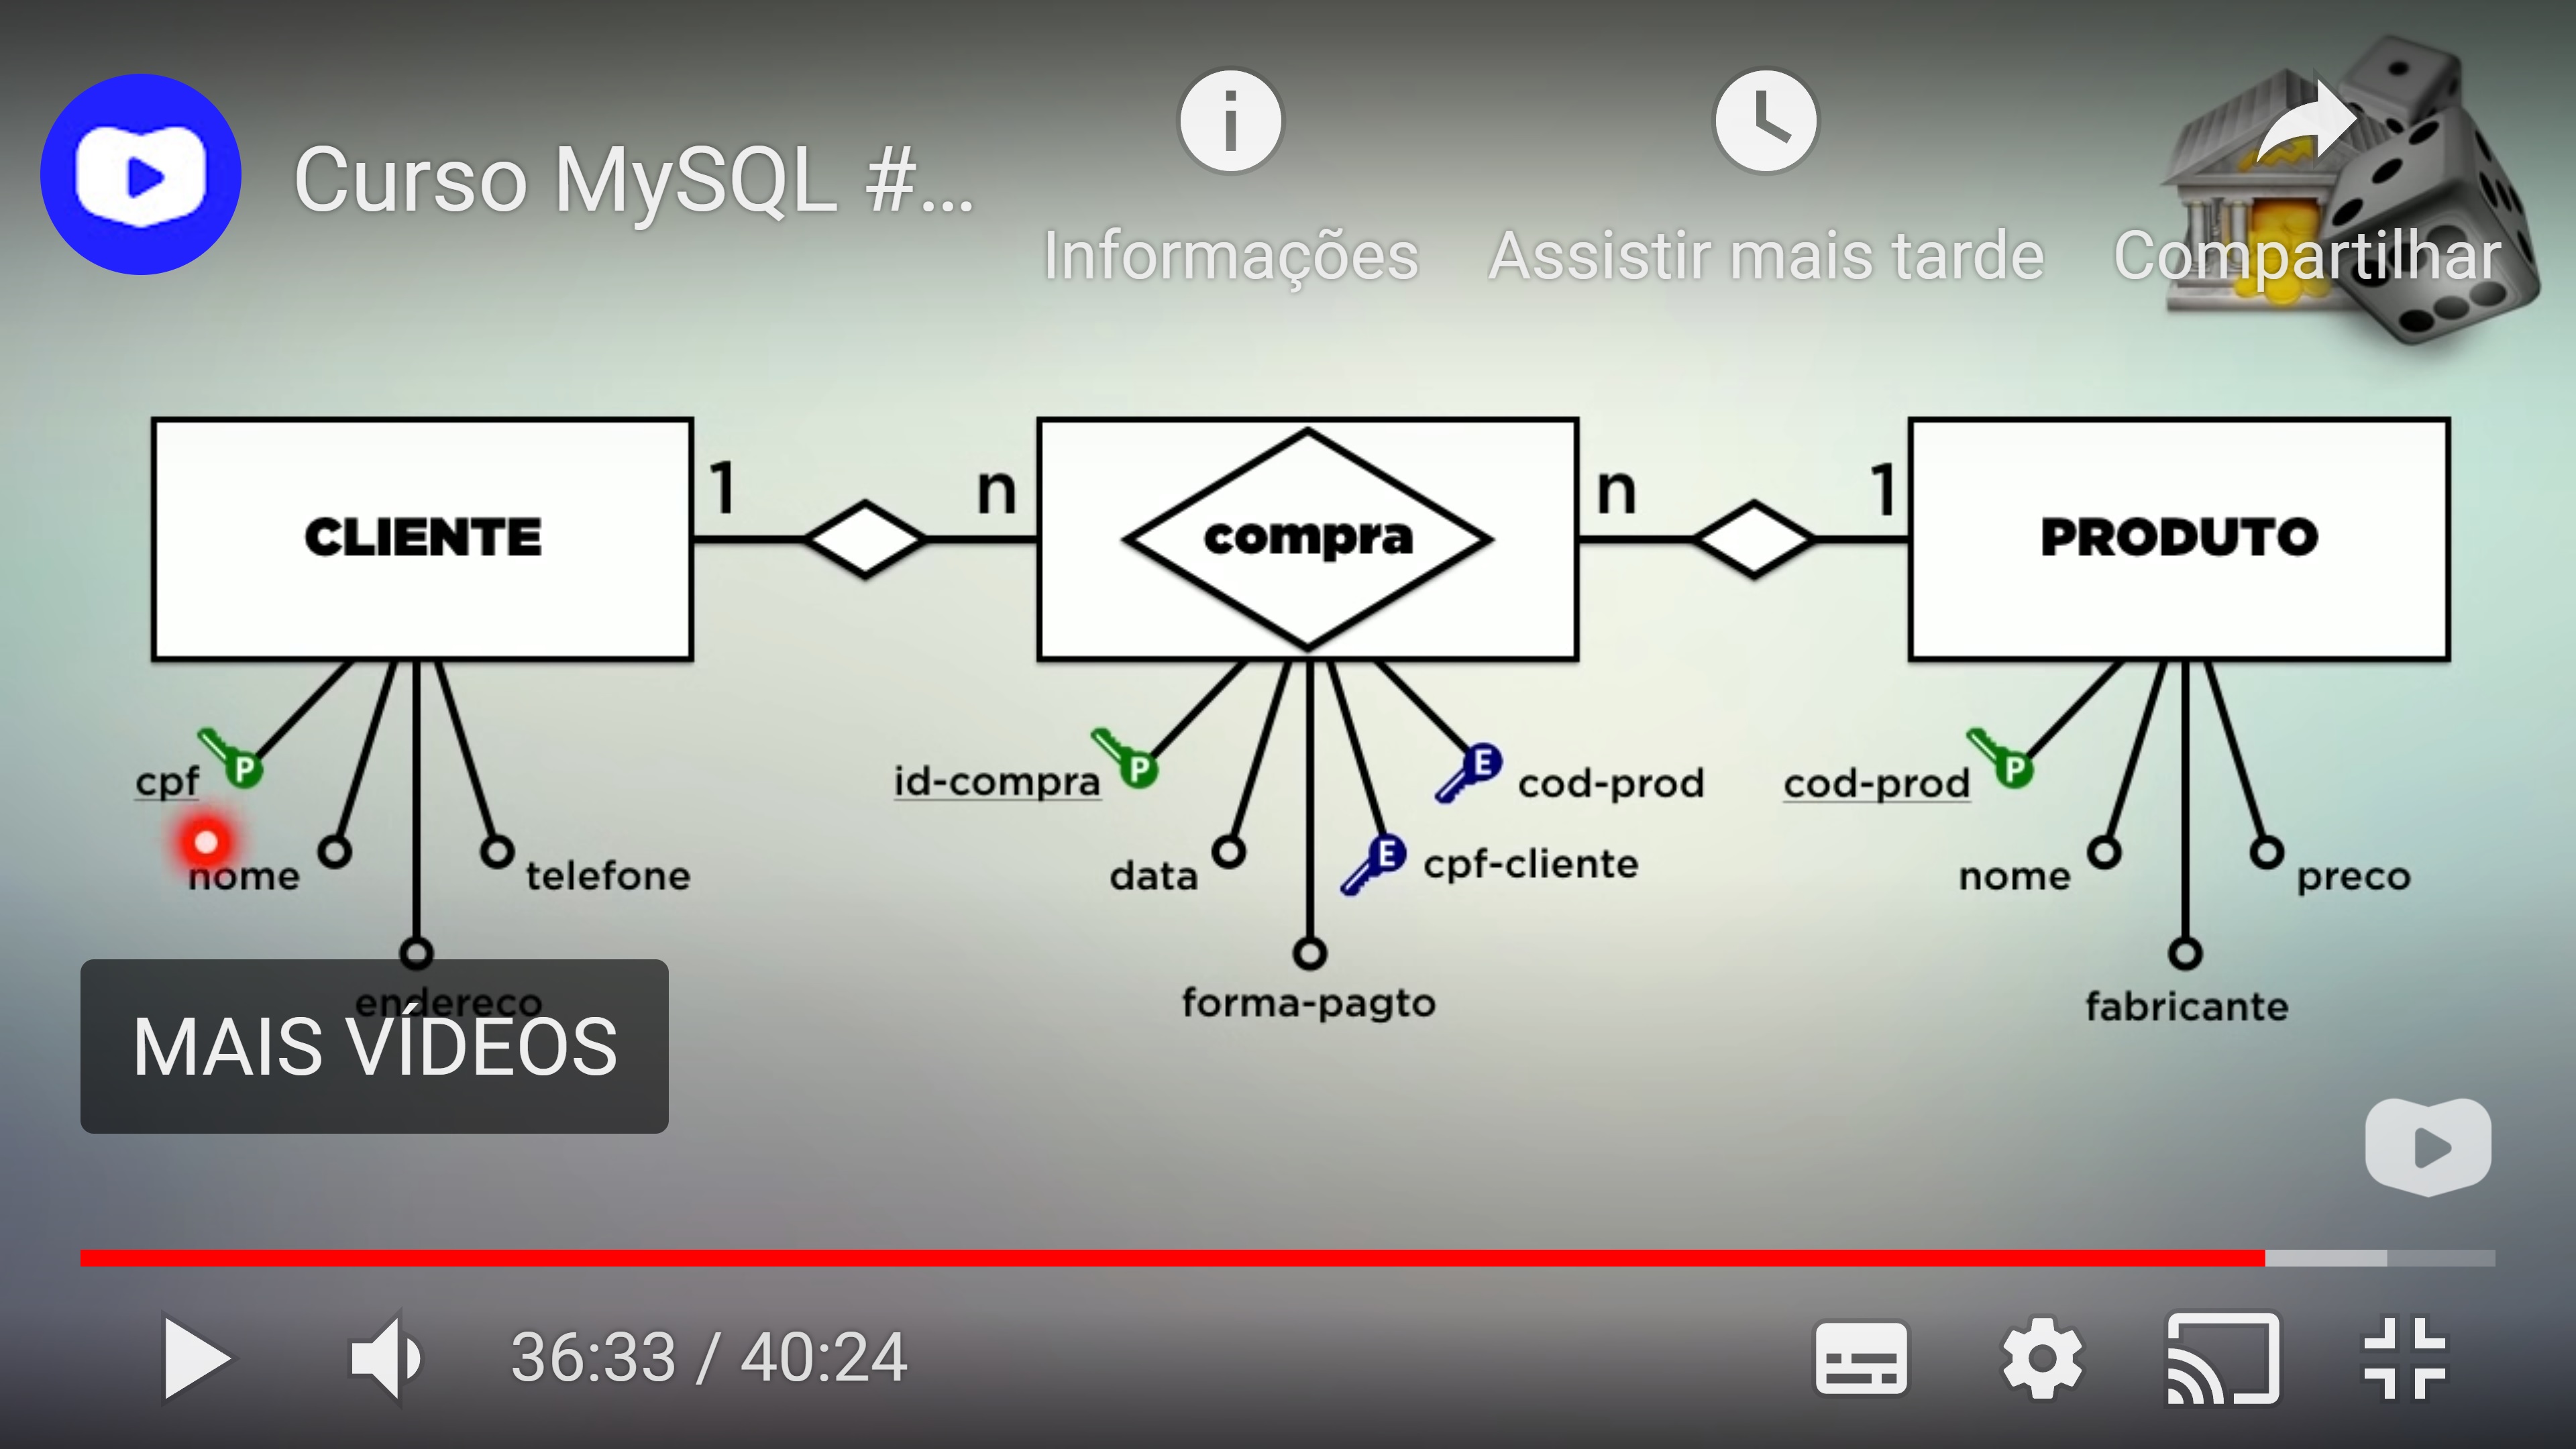 Curso MySQL #...
Informações
Assistir mais tarde
Compartilhar
CLIENTE
1
n
compra
n
1
PRODUTO
cpf
P
nome
telefone
endereco
id-compra
P
data
forma-pagto
E
cpf-cliente
E
cod-prod
cod-prod
P
nome
fabricante
preco
MAIS VÍDEOS
36:33 / 40:24